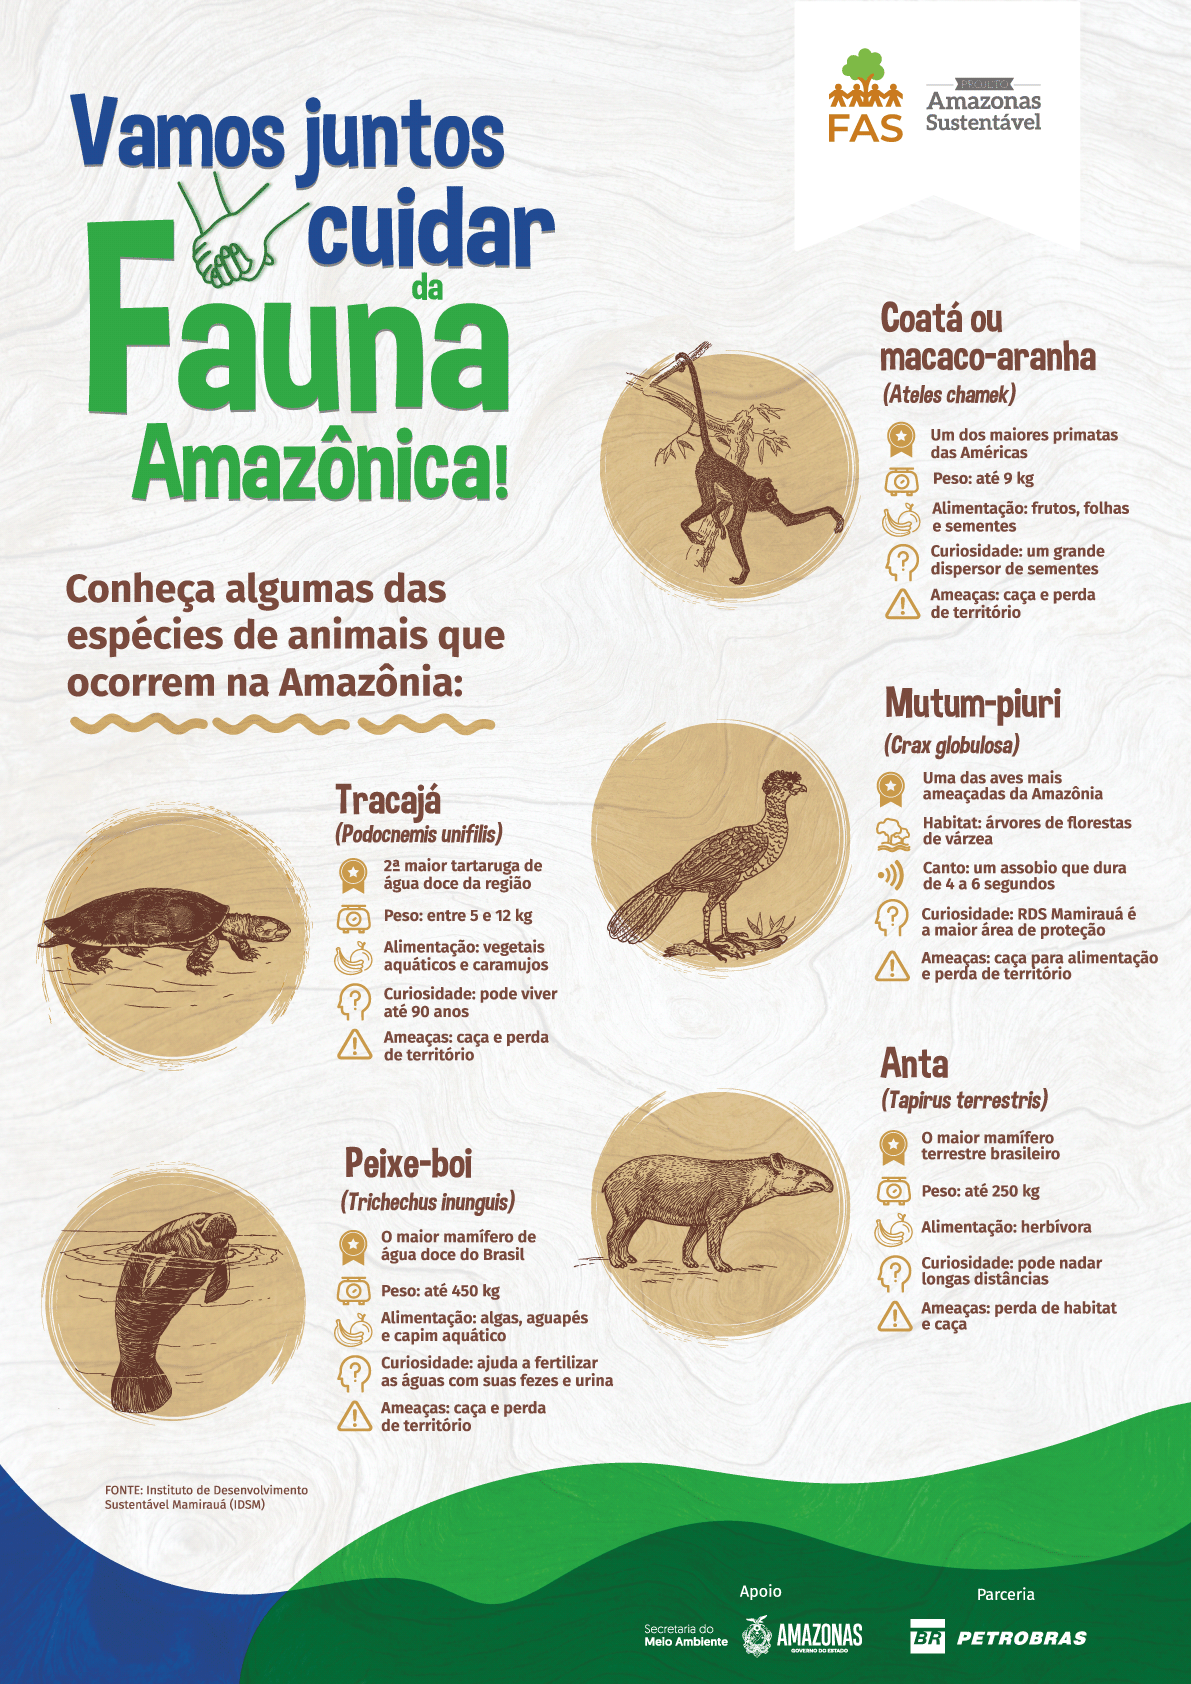 Vamos juntos
cuidar
da
Fauna
Amazônica!
FAS
PROJETO
Amazonas
Sustentável
Conheça algumas das
espécies de animais que
ocorrem na Amazônia:
Coatá ou
macaco-aranha
(Ateles chamek)
Um dos maiores primatas
das Américas
Peso: até 9 kg
Alimentação: frutos, folhas
e sementes
Curiosidade: um grande
dispersor de sementes
Ameaças: caça e perda
de território
Mutum-piuri
(Crax globulosa)
Uma das aves mais
ameaçadas da Amazônia
Habitat: árvores de florestas
de várzea
Canto: um assobio que dura
de 4 a 6 segundos
Curiosidade: RDS Mamirauá é
a maior área de proteção
Ameaças: caça para alimentação
e perda de território
Tracajá
(Podocnemis unifilis)
2ª maior tartaruga de
água doce da região
Peso: entre 5 e 12 kg
Alimentação: vegetais
aquáticos e caramujos
Curiosidade: pode viver
até 90 anos
Ameaças: caça e perda
de território
Anta
(Tapirus terrestris)
O maior mamífero
terrestre brasileiro
Peso: até 250 kg
Alimentação: herbívora
Curiosidade: pode nadar
longas distâncias
Ameaças: perda de habitat
e caça
Peixe-boi
(Trichechus inunguis)
O maior mamífero de
água doce do Brasil
Peso: até 450 kg
Alimentação: algas, aguapés
e capim aquático
Curiosidade: ajuda a fertilizar
as águas com suas fezes e urina
Ameaças: caça e perda
de território
FONTE: Instituto de Desenvolvimento
Sustentável Mamirauá (IDSM)
Apoio
Secretaria do
Meio Ambiente
AMAZONAS
GOVERNO DO ESTADO
Parceria
BR PETROBRAS